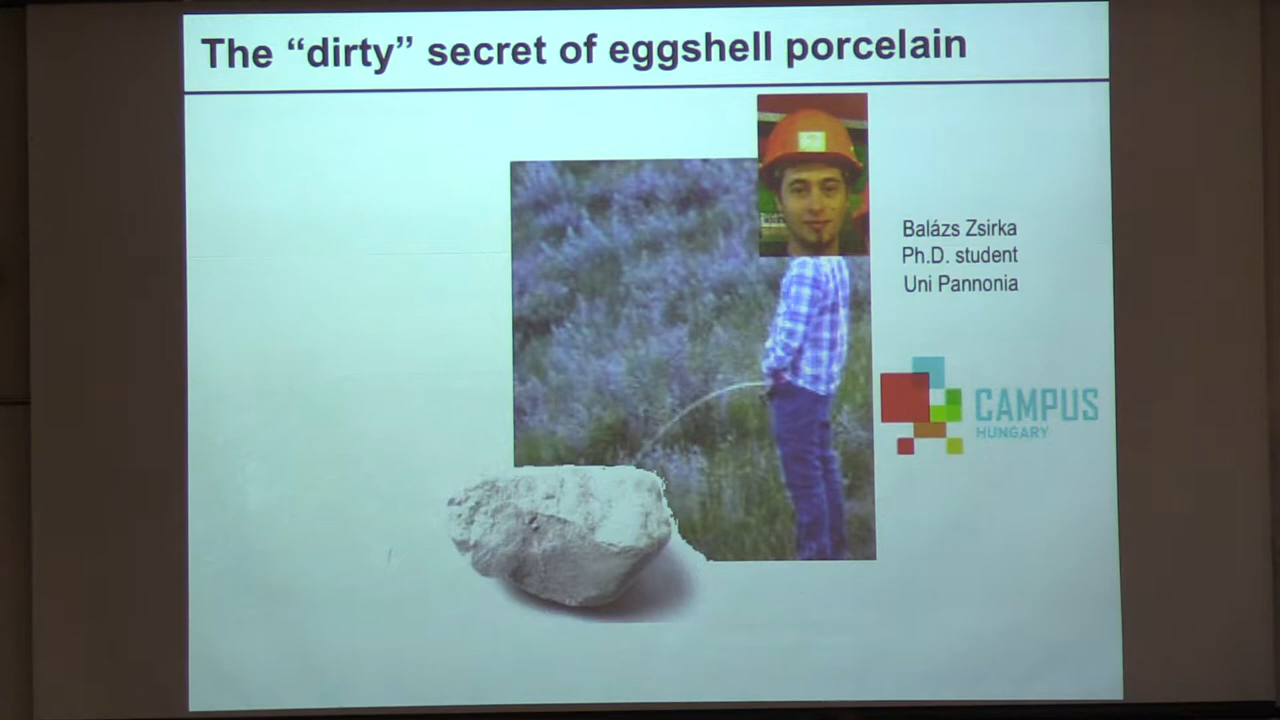 The “dirty” secret of eggshell porcelain
Balázs Zsirka
Ph.D. student
Uni Pannonia
CAMPUS
HUNGARY